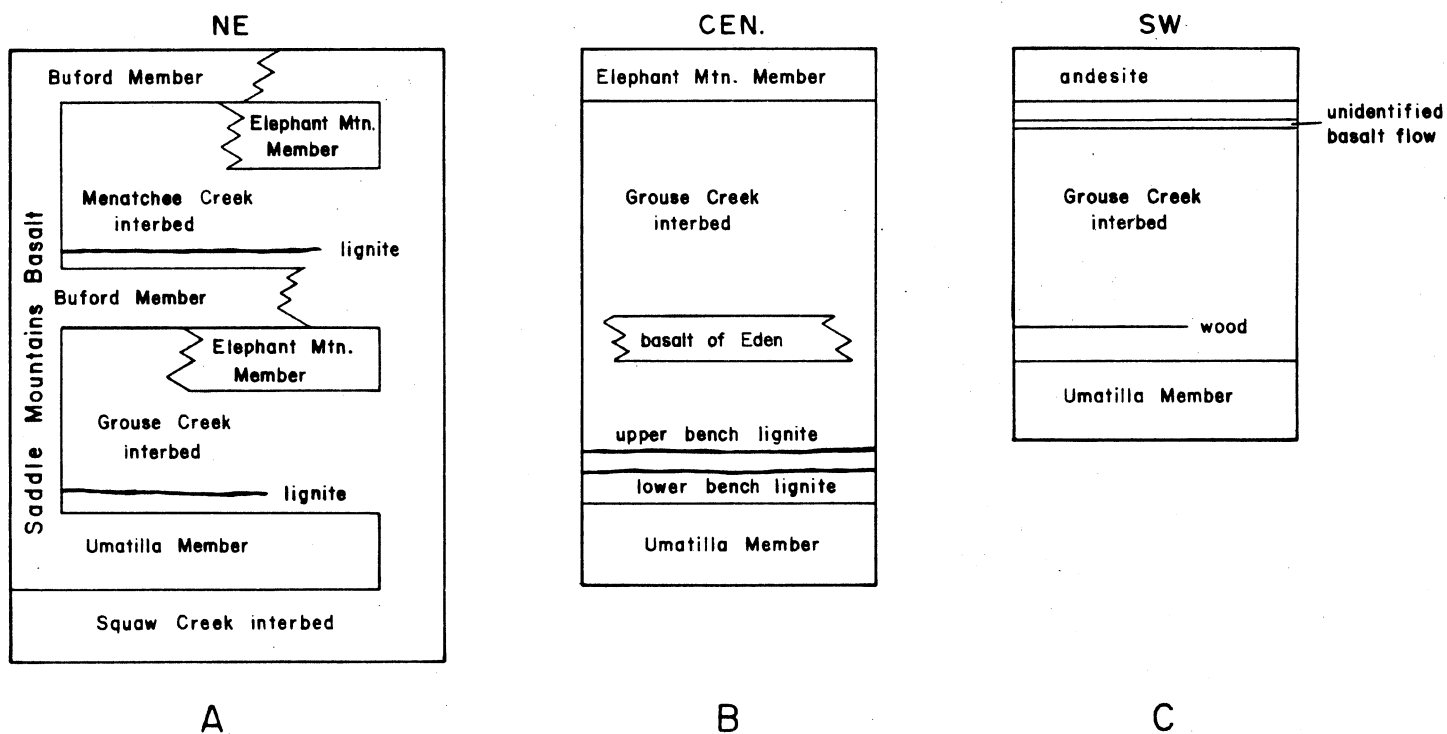 NE
Buford Member
Elephant Mtn.
Member
Menatchee Creek
interbed
lignite
Buford Member
Elephant Mtn.
Member
Grouse Creek
interbed
lignite
Umatilla Member
Squaw Creek interbed
Saddle Mountains Basalt
A
CEN.
Elephant Mtn. Member
Grouse Creek
interbed
basalt of Eden
upper bench lignite
lower bench lignite
Umatilla Member
B
SW
andesite
unidentified
basalt flow
Grouse Creek
interbed
wood
Umatilla Member
C